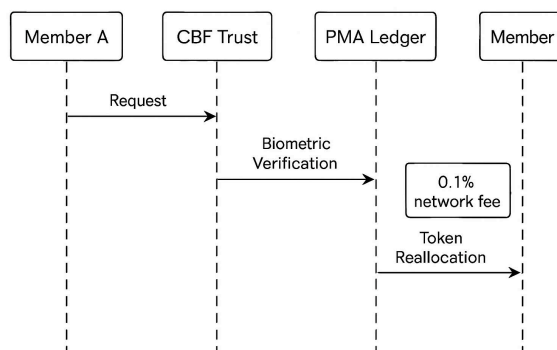 Member A
CBF Trust
PMA Ledger
Member
Request
Biometric
Verification
0.1%
network fee
Token
Reallocation